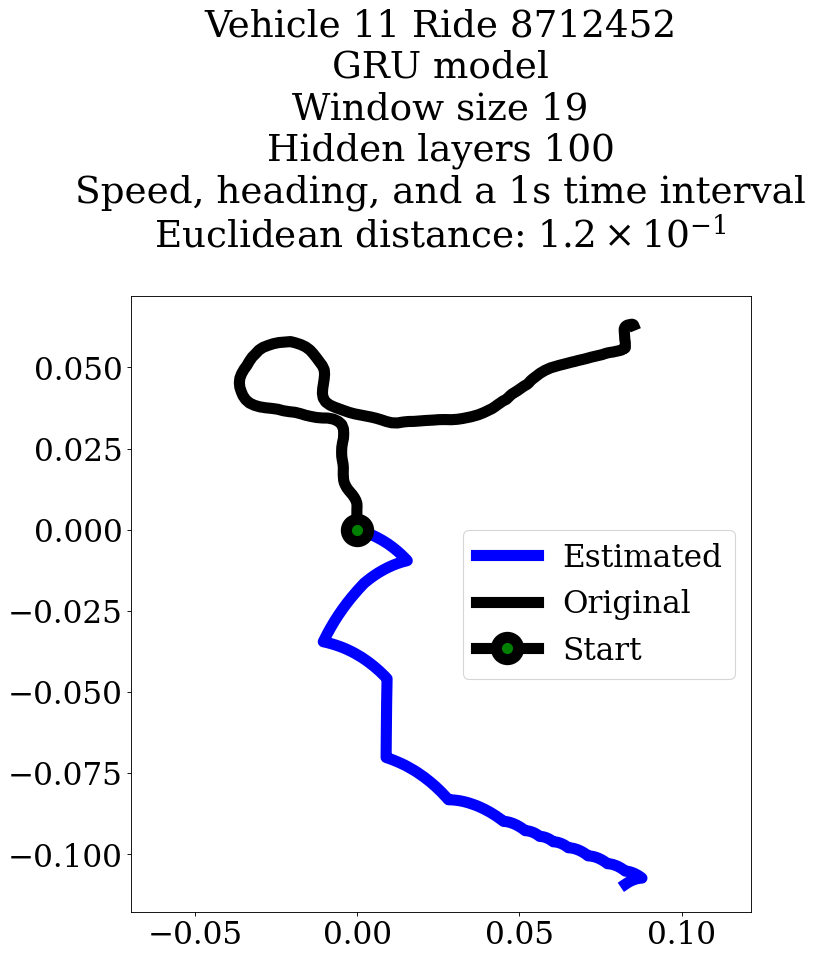 Vehicle 11 Ride 8712452
GRU model
Window size 19
Hidden layers 100
Speed, heading, and a 1s time interval
Euclidean distance: 1.2 × 10⁻¹
0.050
0.025
0.000
−0.025
−0.050
−0.075
−0.100
Estimated
Original
Start
−0.05
0.00
0.05
0.10